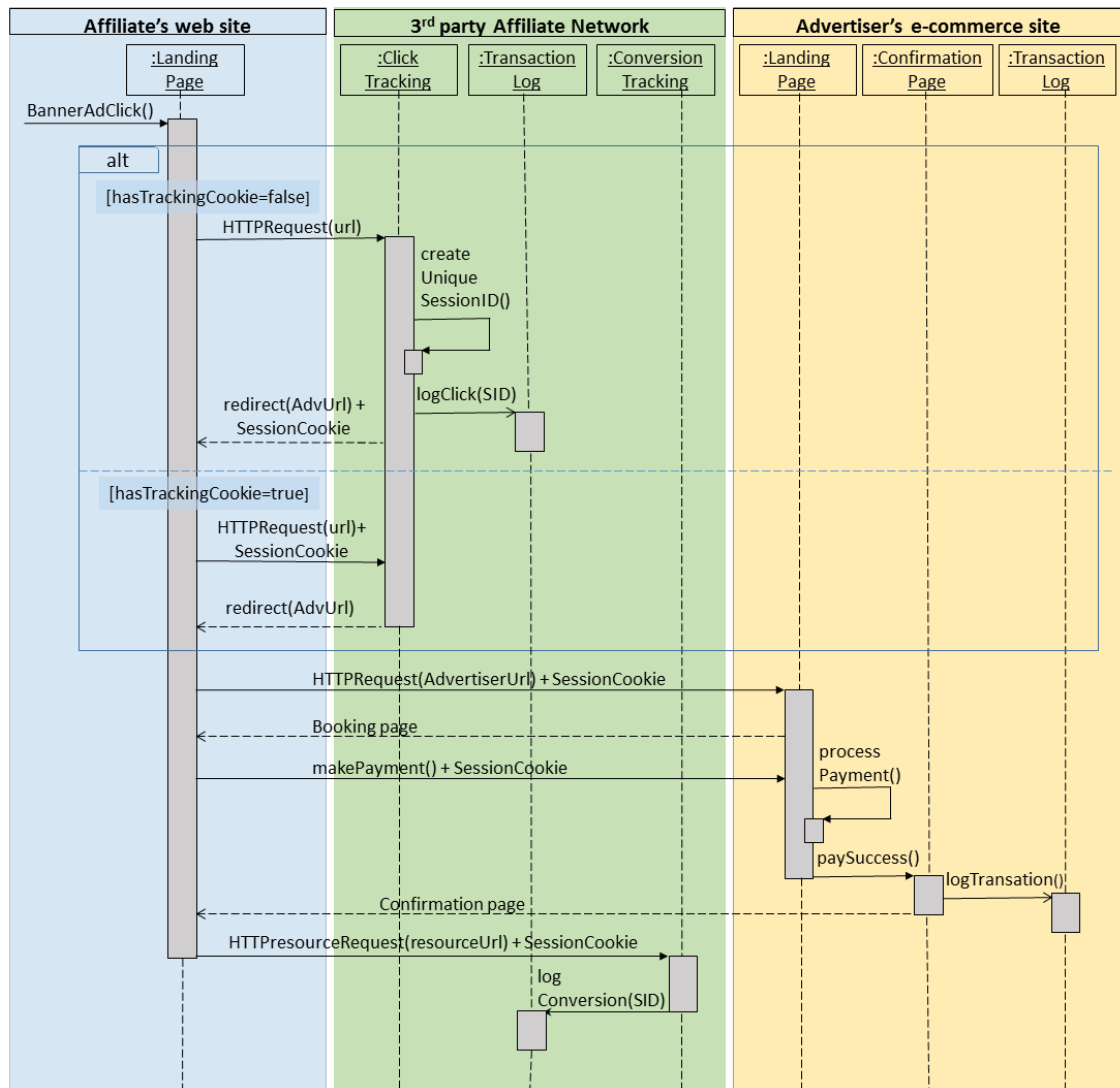 Affiliate's web site
3rd party Affiliate Network
Advertiser's e-commerce site
:Landing
Page
:Click
Tracking
:Transaction
Log
:Conversion
Tracking
:Landing
Page
:Confirmation
Page
:Transaction
Log
BannerAdClick()
alt
[hasTrackingCookie=false]
HTTPRequest(url)
create
Unique
SessionID()
logClick(SID)
redirect(AdvUrl) +
SessionCookie
[hasTrackingCookie=true]
HTTPRequest(url)+
SessionCookie
redirect(AdvUrl)
HTTPRequest(AdvertiserUrl) + SessionCookie
Booking page
makePayment() + SessionCookie
process
Payment()
paySuccess()
logTransation()
Confirmation page
HTTPresourceRequest(resourceUrl) + SessionCookie
log
Conversion(SID)